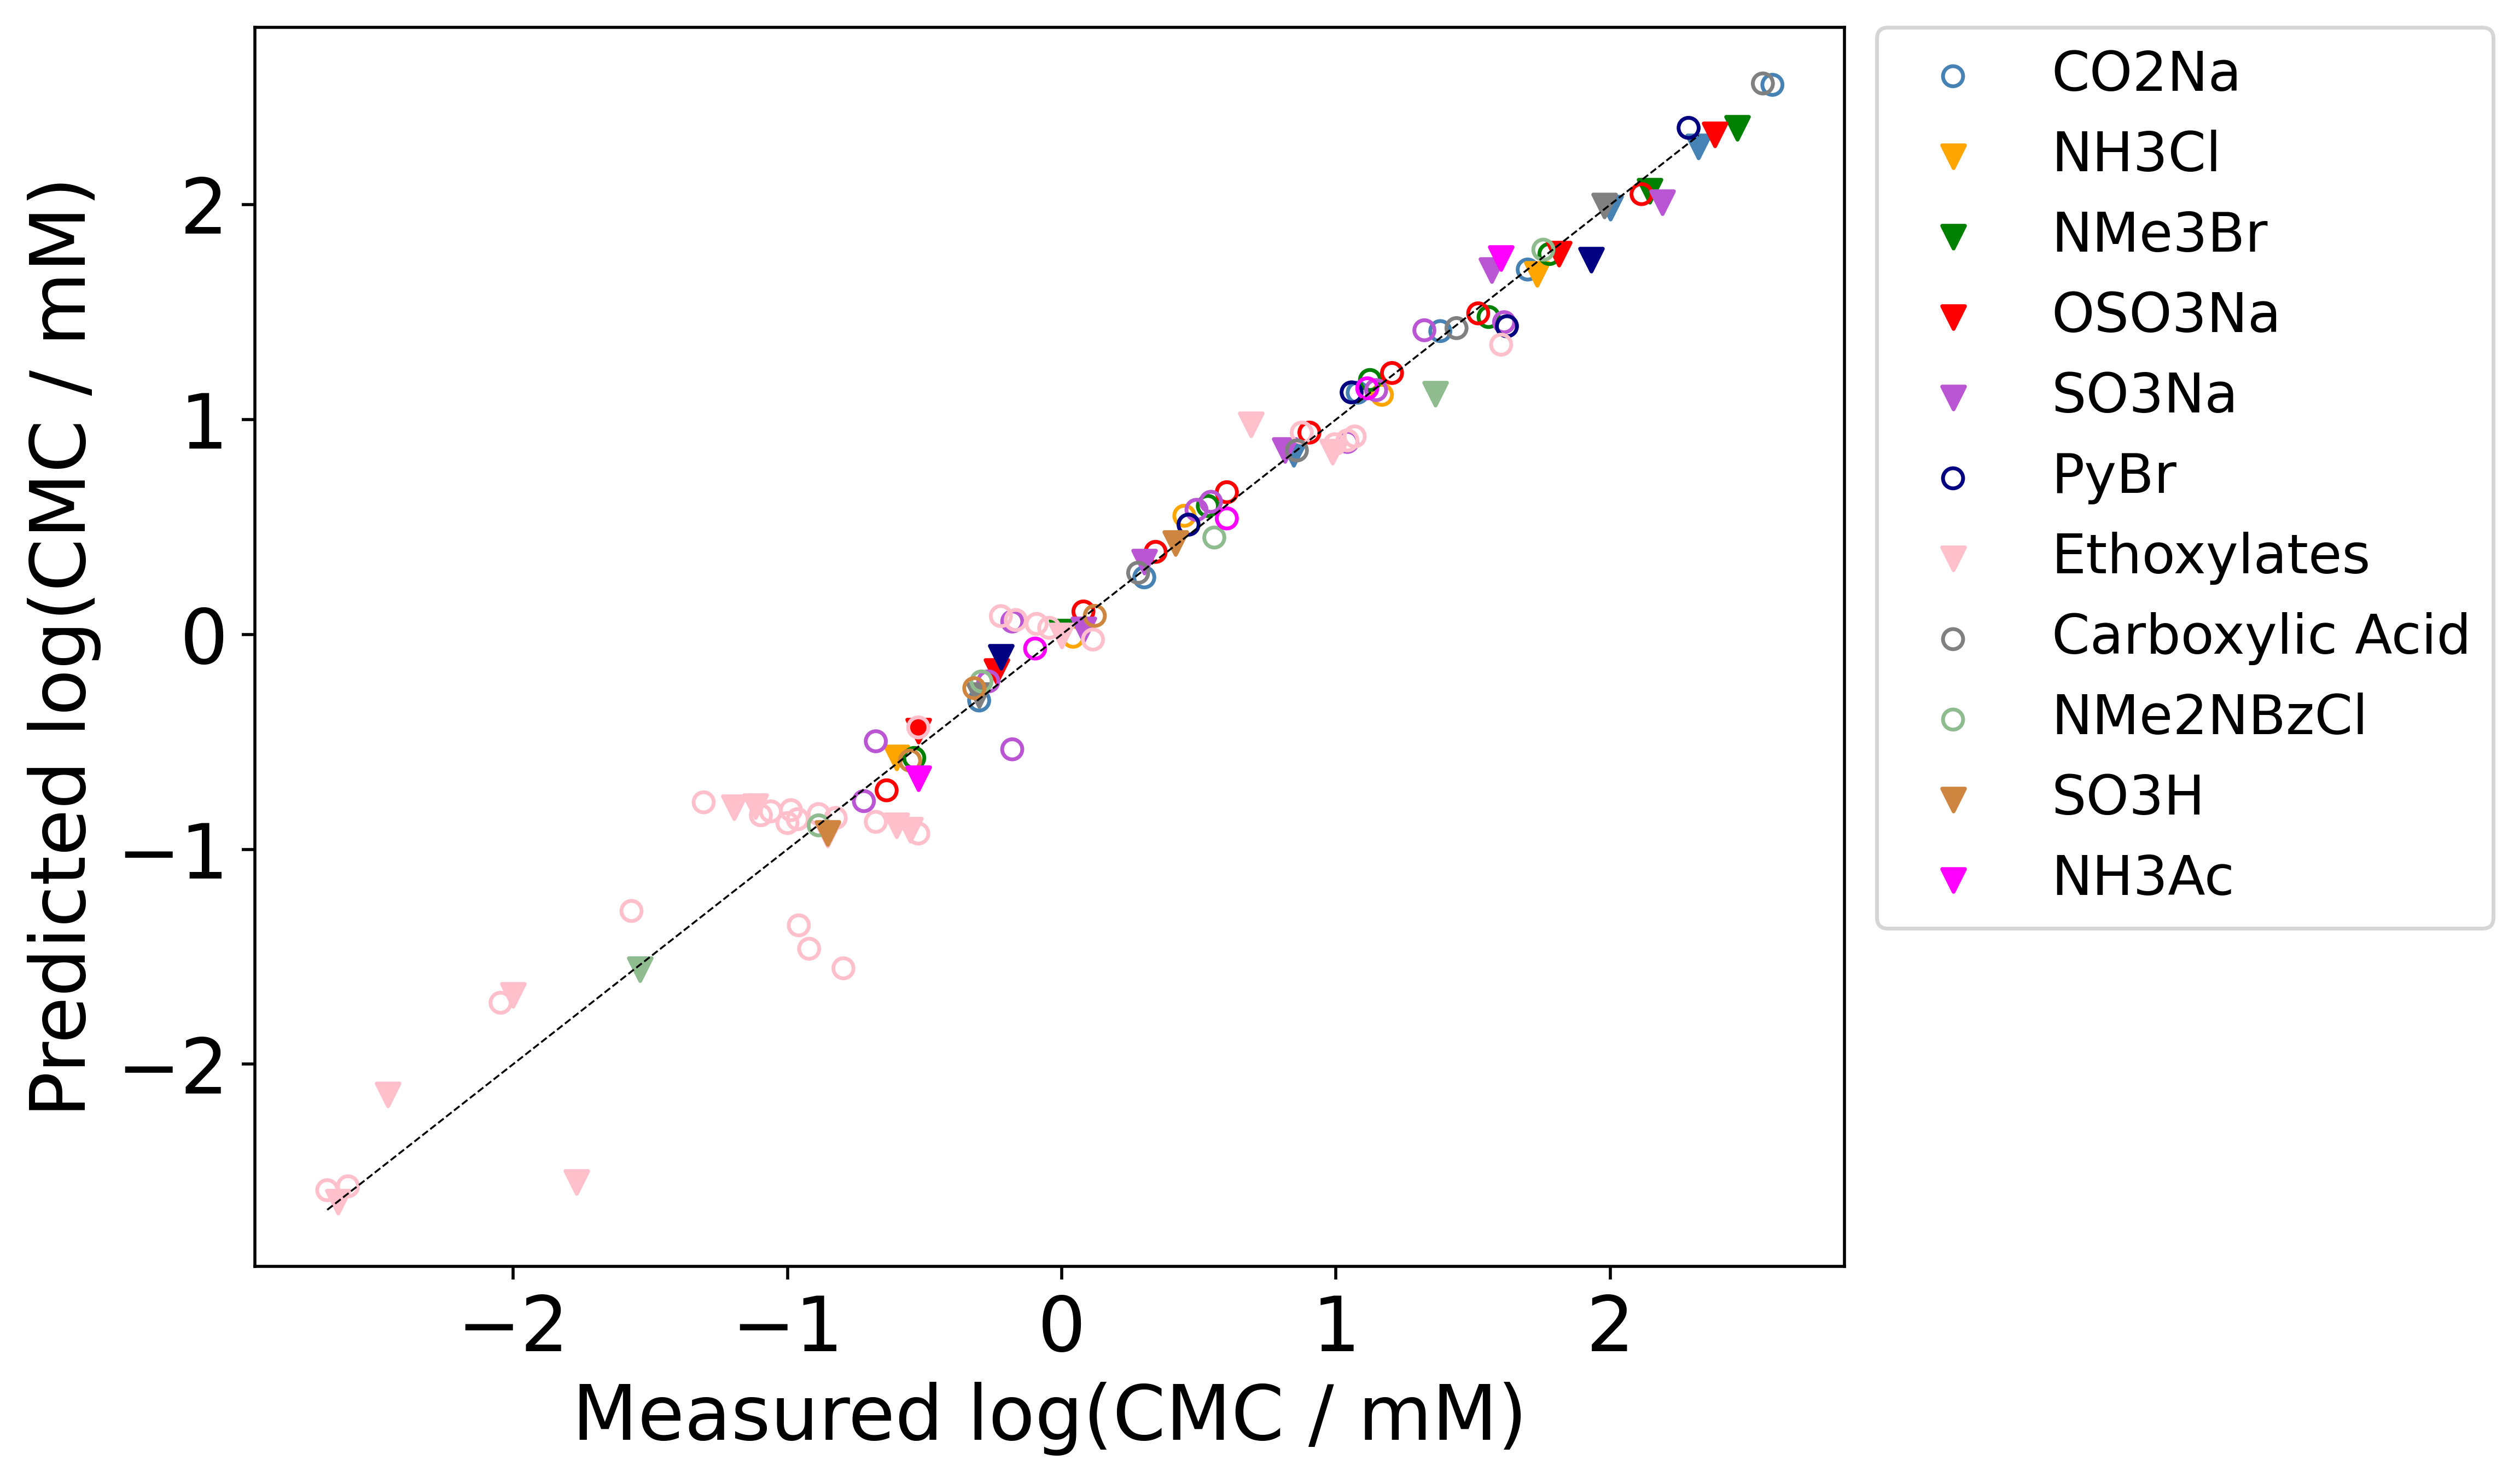 Predicted log(CMC / mM)
2
1
0
−1
−2
−2
−1
0
1
2
Measured log(CMC / mM)
CO2Na
NH3Cl
NMe3Br
OSO3Na
SO3Na
PyBr
Ethoxylates
Carboxylic Acid
NMe2NBzCl
SO3H
NH3Ac